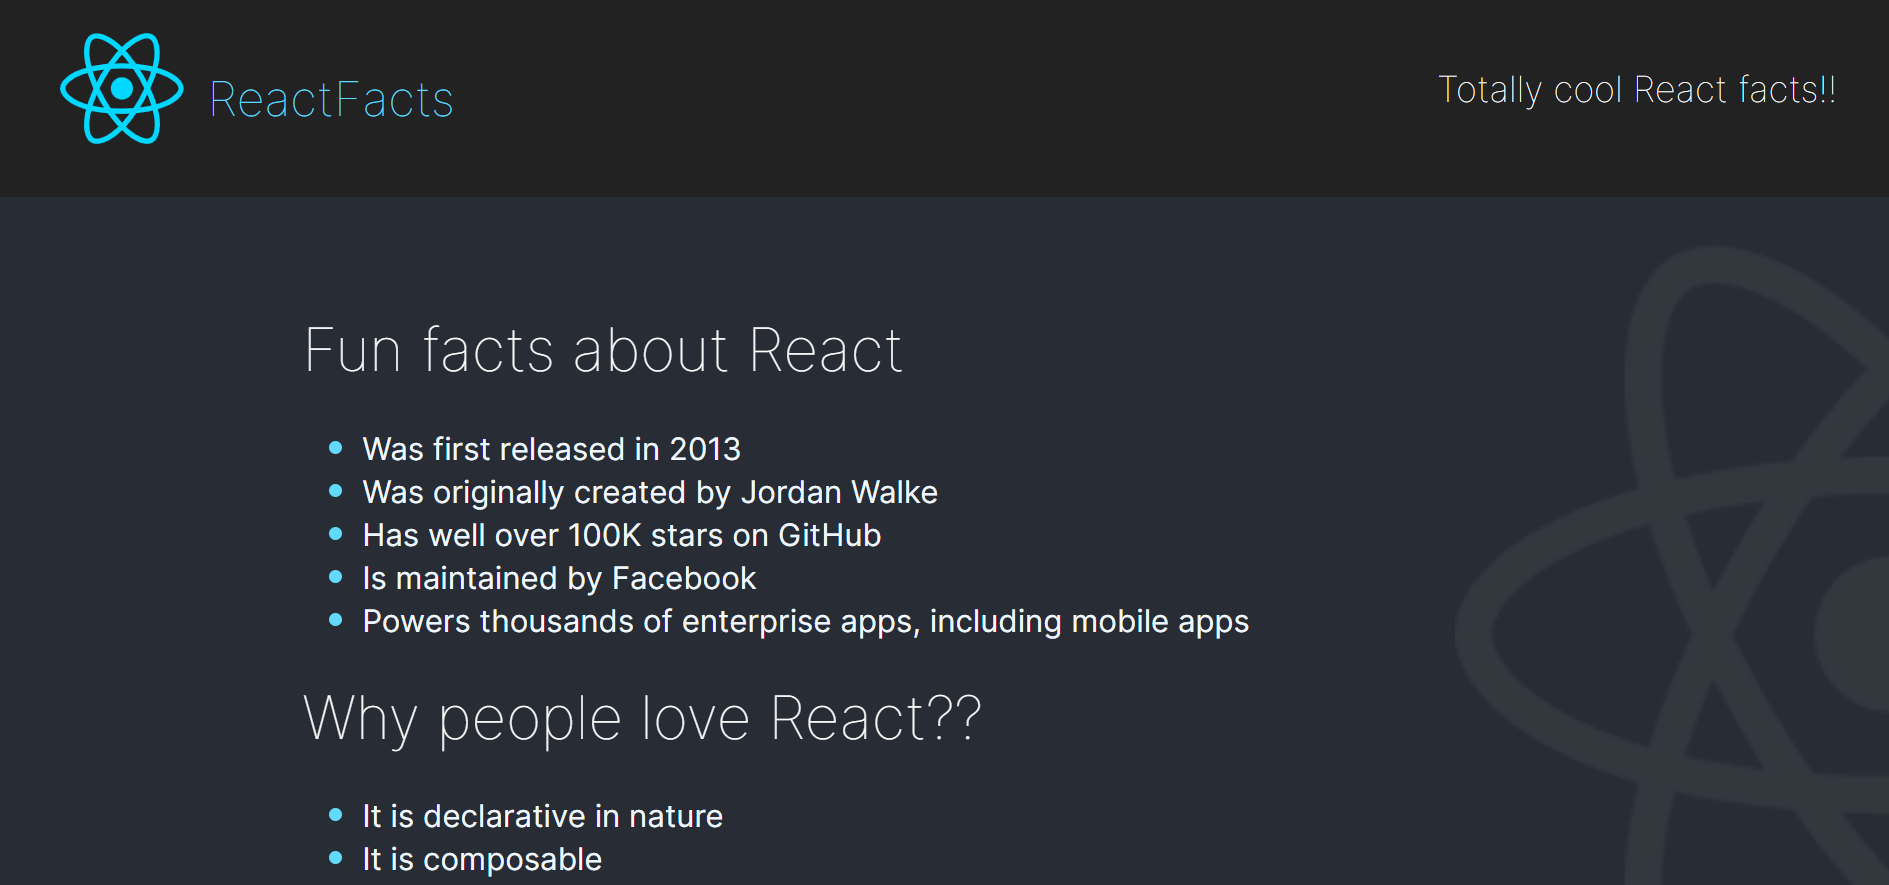 ReactFacts
Totally cool React facts!!
Fun facts about React
Was first released in 2013
Was originally created by Jordan Walke
Has well over 100K stars on GitHub
Is maintained by Facebook
Powers thousands of enterprise apps, including mobile apps
Why people love React??
It is declarative in nature
It is composable